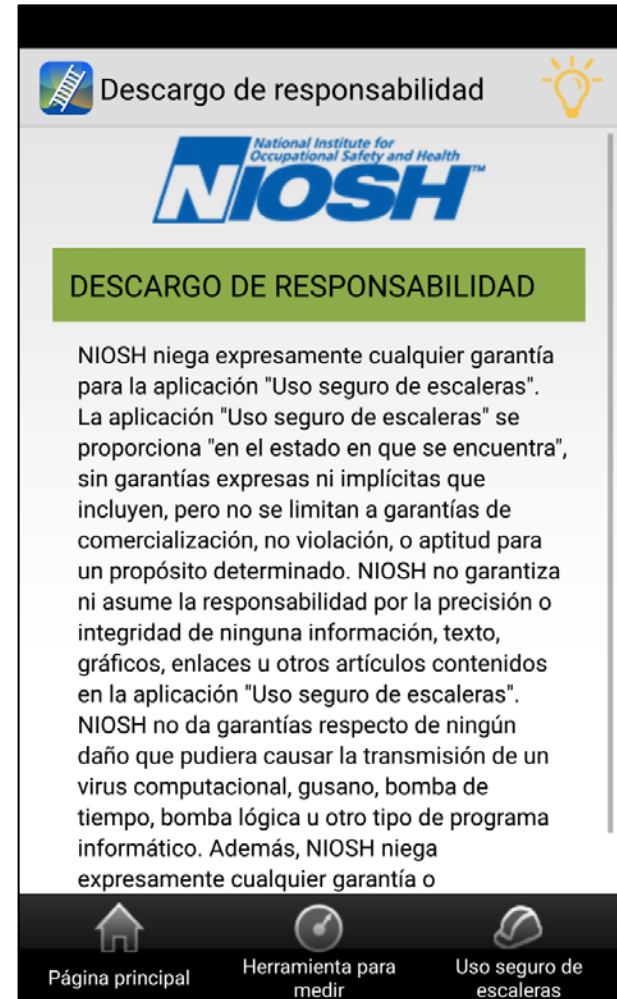 Descargo de responsabilidad
National Institute for
Occupational Safety and Health
NIOSH™
DESCARGO DE RESPONSABILIDAD
NIOSH niega expresamente cualquier garantía
para la aplicación "Uso seguro de escaleras".
La aplicación "Uso seguro de escaleras" se
proporciona "en el estado en que se encuentra",
sin garantías expresas ni implícitas que
incluyen, pero no se limitan a garantías de
comercialización, no violación, o aptitud para
un propósito determinado. NIOSH no garantiza
ni asume la responsabilidad por la precisión o
integridad de ninguna información, texto,
gráficos, enlaces u otros artículos contenidos
en la aplicación "Uso seguro de escaleras".
NIOSH no da garantías respecto de ningún
daño que pudiera causar la transmisión de un
virus computacional, gusano, bomba de
tiempo, bomba lógica u otro tipo de programa
informático. Además, NIOSH niega
expresamente cualquier garantía o
Página principal
Herramienta para
medir
Uso seguro de
escaleras